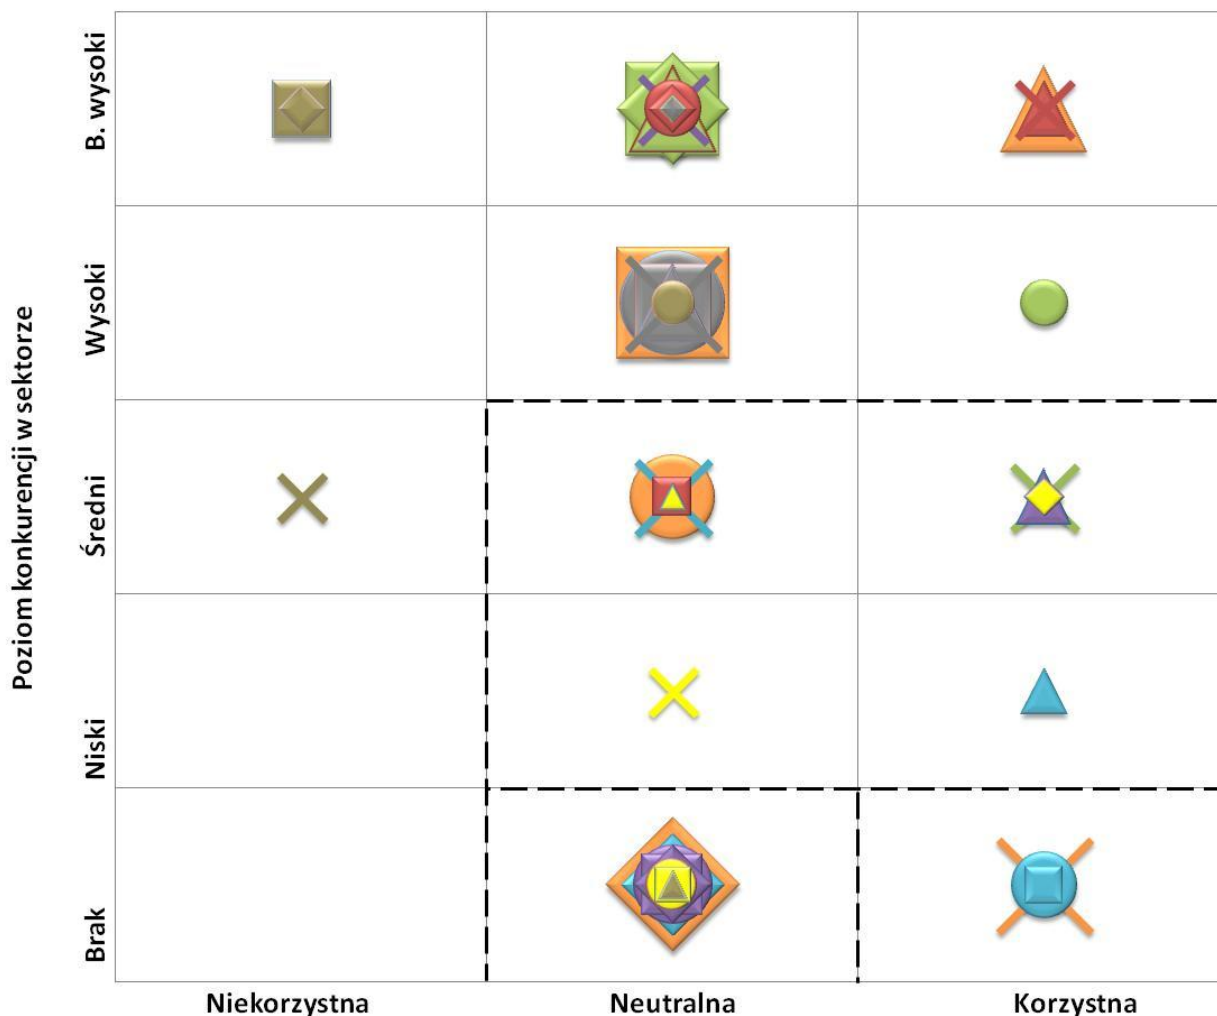 Poziom konkurencji w sektorze
B. wysoki
Wysoki
Średni
Niski
Brak
Niekorzystna
Neutralna
Korzystna